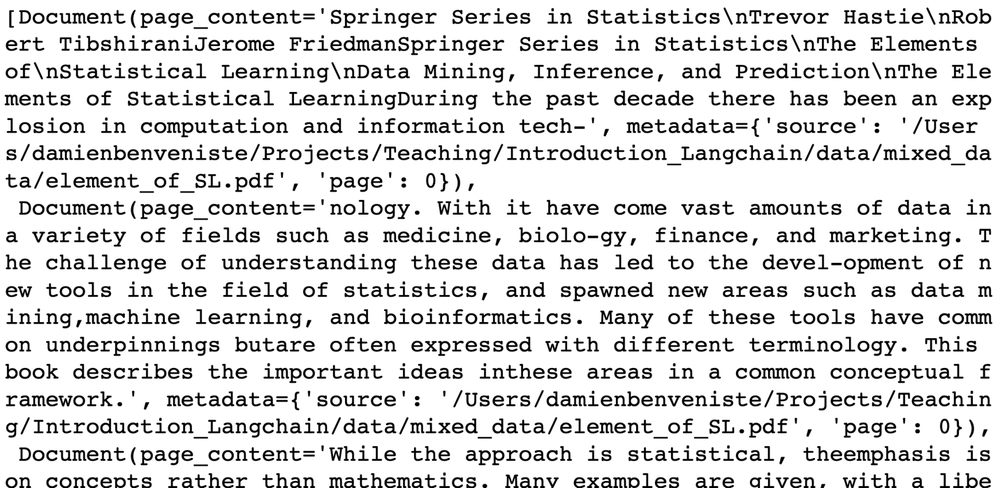 [Document(page_content='Springer Series in Statistics\nTrevor Hastie\nRob
ert TibshiraniJerome FriedmanSpringer Series in Statistics\nThe Elements
of\nStatistical Learning\nData Mining, Inference, and Prediction\nThe Ele
ments of Statistical LearningDuring the past decade there has been an exp
losion in computation and information tech-', metadata={'source': '/User
s/damienbenveniste/Projects/Teaching/Introduction_Langchain/data/mixed_da
ta/element_of_SL.pdf', 'page': 0}),
 Document(page_content='nology. With it have come vast amounts of data in
a variety of fields such as medicine, biolo-gy, finance, and marketing. T
he challenge of understanding these data has led to the devel-opment of n
ew tools in the field of statistics, and spawned new areas such as data m
ining,machine learning, and bioinformatics. Many of these tools have comm
on underpinnings butare often expressed with different terminology. This
book describes the important ideas inthese areas in a common conceptual f
ramework.', metadata={'source': '/Users/damienbenveniste/Projects/Teachin
g/Introduction_Langchain/data/mixed_data/element_of_SL.pdf', 'page': 0}),
 Document(page_content='While the approach is statistical, theemphasis is
on concepts rather than mathematics. Many examples are given, with a libe